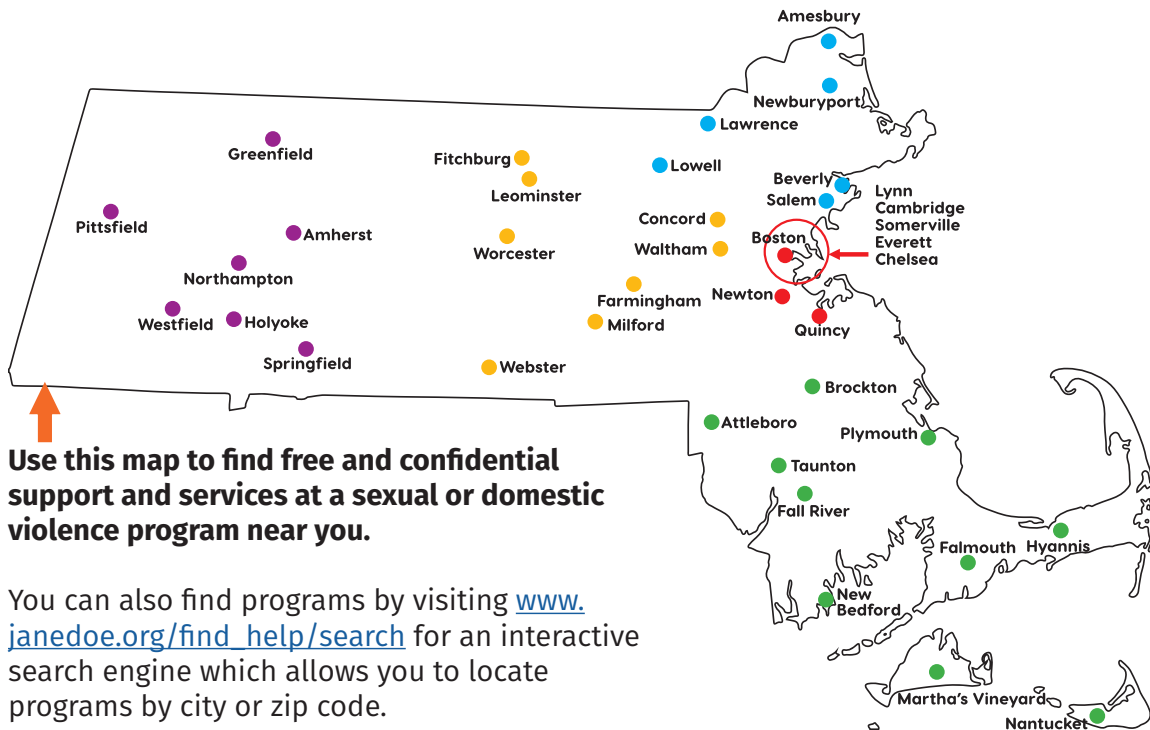 Amesbury
Newburyport
Lawrence
Greenfield
Fitchburg
Lowell
Leominster
Beverly
Salem
Lynn
Cambridge
Somerville
Everett
Chelsea
Pittsfield
Amherst
Concord
Worcester
Waltham
Boston
Northampton
Farmingham
Newton
Westfield
Holyoke
Milford
Quincy
Springfield
Webster
Brockton
Attleboro
Plymouth
Taunton
Fall River
Falmouth
Hyannis
New
Bedford
Martha's Vineyard
Nantucket
Use this map to find free and confidential
support and services at a sexual or domestic
violence program near you.
You can also find programs by visiting www.
janedoe.org/find_help/search for an interactive
search engine which allows you to locate
programs by city or zip code.